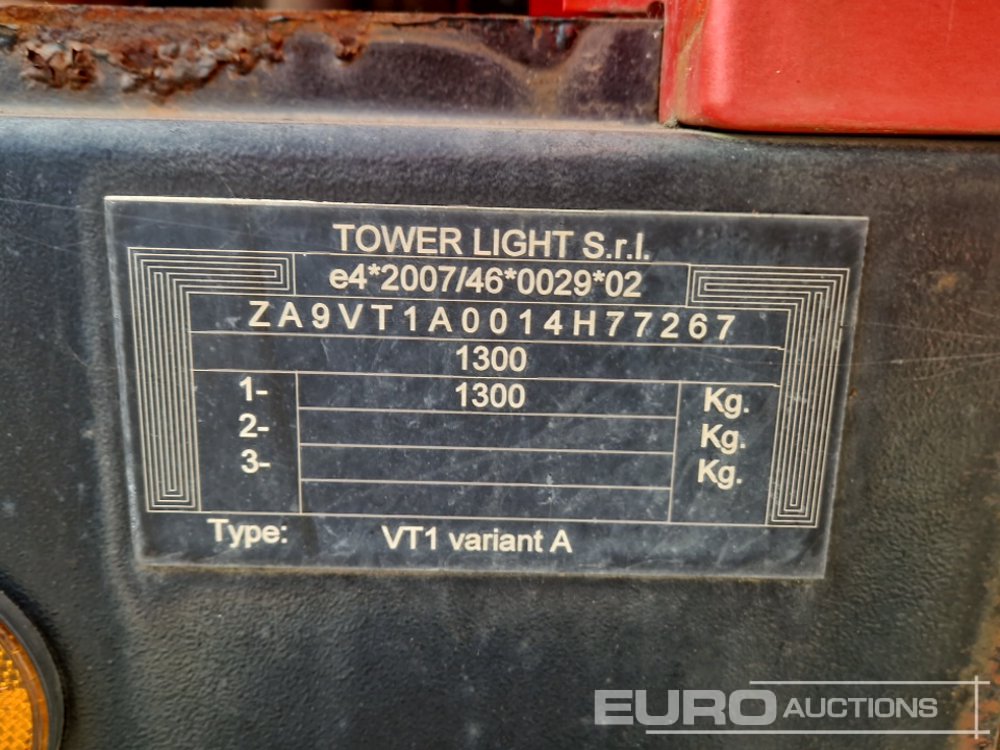 TOWER LIGHT S.r.l.
e4*2007/46*0029*02
ZA9VT1A0014H77267
1300
1- 1300 Kg.
2- Kg.
3- Kg.
Type: VT1 variant A
EURO AUCTIONS